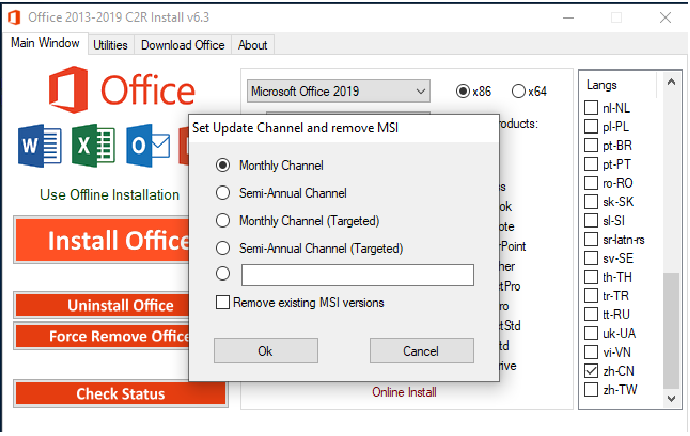 Office 2013-2019 C2R Install v6.3
Main Window Utilities Download Office About
Office
Microsoft Office 2019
x86 x64
Use Offline Installation
Install Office
Uninstall Office
Force Remove Office
Check Status
Set Update Channel and remove MSI
Monthly Channel
Semi-Annual Channel
Monthly Channel (Targeted)
Semi-Annual Channel (Targeted)
Remove existing MSI versions
Ok Cancel
oducts:
s
ok
ote
Point
her
tPro
ro
ctStd
td
rive
Online Install
Langs
nl-NL
pl-PL
pt-BR
pt-PT
ro-RO
sk-SK
sl-SI
sr-latn-rs
sv-SE
th-TH
tr-TR
tt-RU
uk-UA
vi-VN
zh-CN
zh-TW